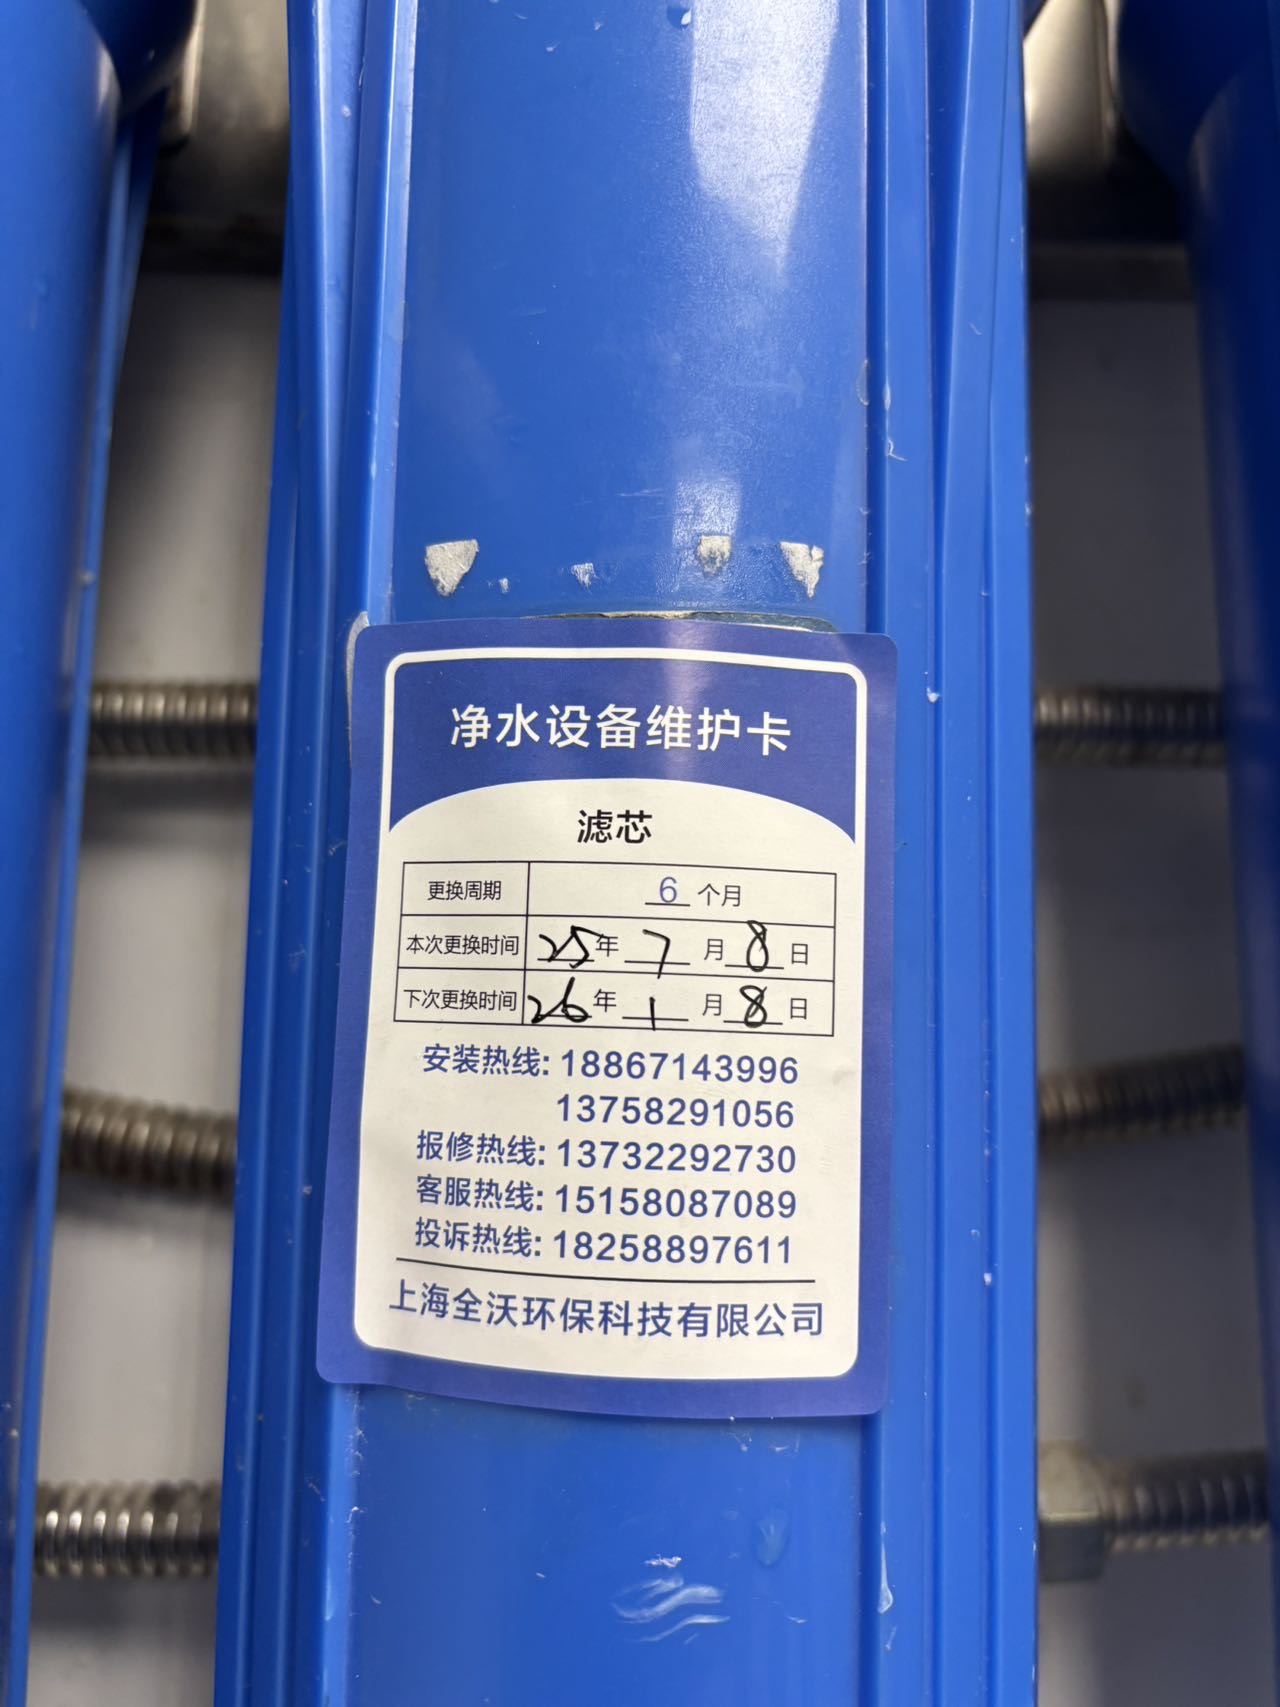 净水设备维护卡
滤芯
更换周期 6 个月
本次更换时间 25年 7 月 8 日
下次更换时间 26年 1 月 8 日
安装热线: 18867143996
13758291056
报修热线: 13732292730
客服热线: 15158087089
投诉热线: 18258897611
上海全沃环保科技有限公司